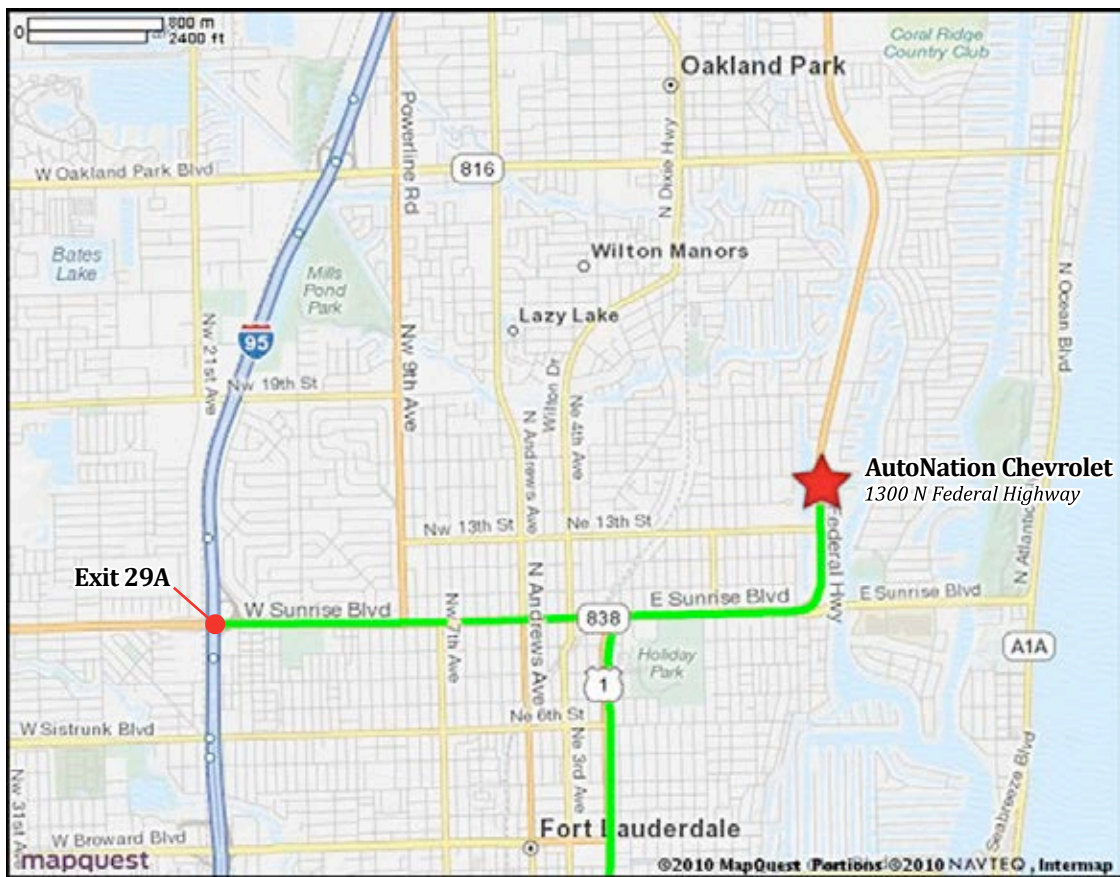 0
800 m
2400 ft
Coral Ridge
Country Club
Oakland Park
Powerline Rd
N Dixie Hwy
816
W Oakland Park Blvd
Wilton Manors
Bates
Lake
Mills
Pond
Park
N Ocean Blvd
Lazy Lake
Nw 21st Ave
95
Nw 9th Ave
Wilton Dr
Nw 19th St
Ne 4th Ave
N Andrews Ave
AutoNation Chevrolet
1300 N Federal Highway
Federal Hwy
Nw 13th St
Ne 13th St
N Atlantic
Exit 29A
W Sunrise Blvd
E Sunrise Blvd
E Sunrise Blvd
838
Nw 7th Ave
N Andrews Ave
Holiday
Park
A1A
1
Ne 6th St
W Sistrunk Blvd
Ne 3rd Ave
Seabreeze Blvd
Nw 31st
W Broward Blvd
Fort Lauderdale
mapquest
©2010 MapQuest Portions ©2010 NAVTEQ, Intermap